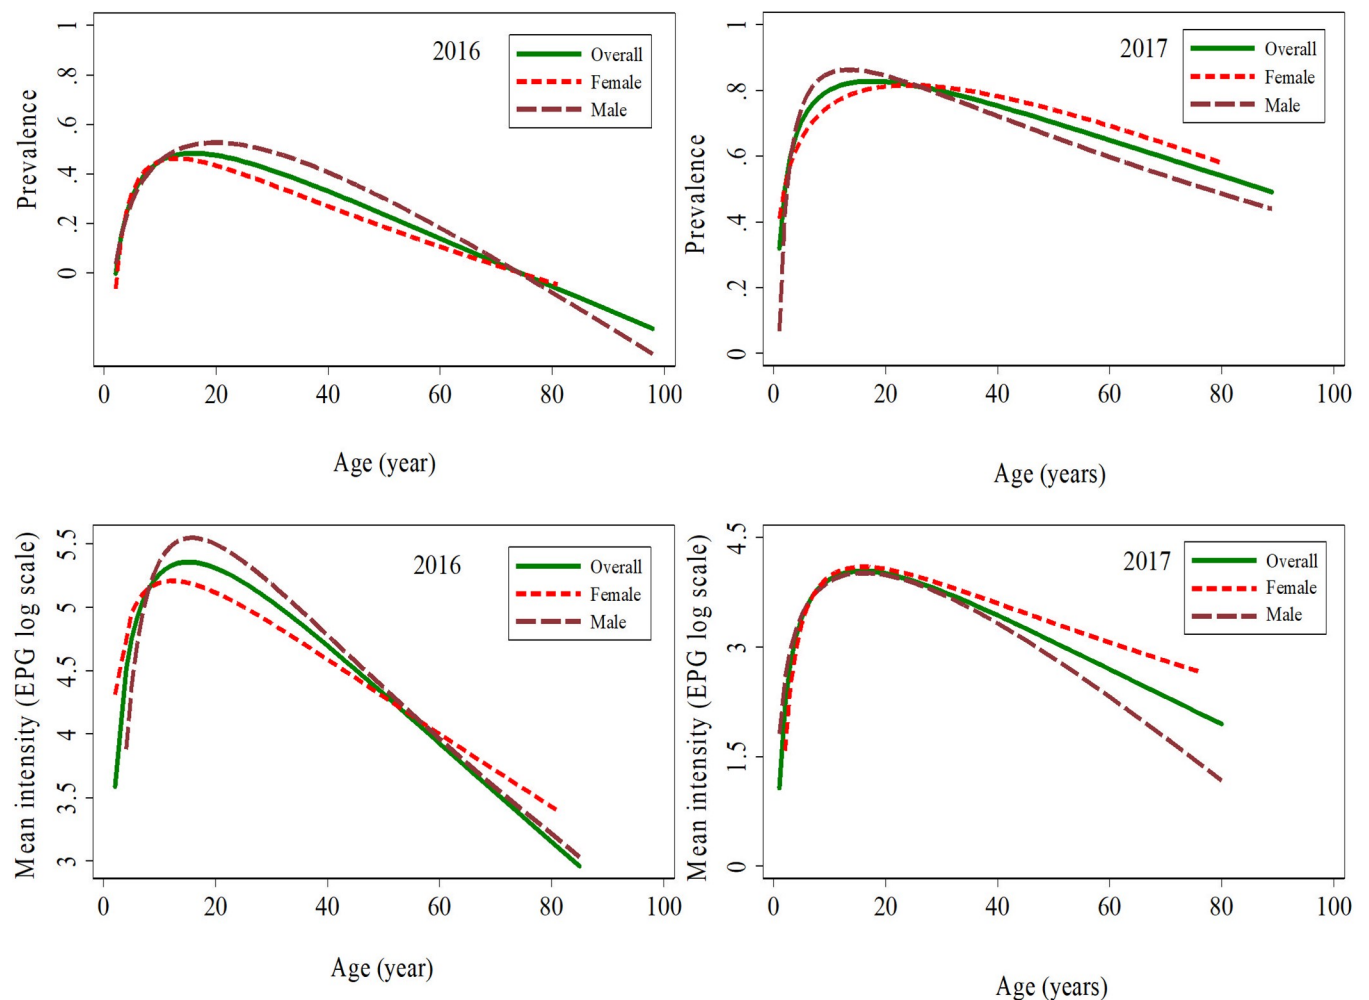 2016
Overall
Female
Male
Prevalence
1
.8
.6
.4
.2
0
0 20 40 60 80 100
Age (year)
2017
Overall
Female
Male
Prevalence
1
.8
.6
.4
.2
0
0 20 40 60 80 100
Age (years)
2016
Overall
Female
Male
Mean intensity (EPG log scale)
5.5
5
4.5
4
3.5
3
0 20 40 60 80 100
Age (year)
2017
Overall
Female
Male
Mean intensity (EPG log scale)
4.5
3
1.5
0
0 20 40 60 80 100
Age (years)